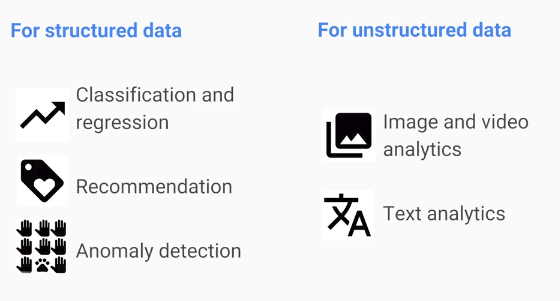 For structured data
Classification and
regression
Recommendation
Anomaly detection
For unstructured data
Image and video
analytics
Text analytics